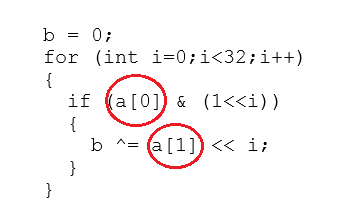 b = 0;
for (int i=0;i<32;i++)
{
if (a[0] & (1<<i))
{
b ^= a[1] << i;
}
}